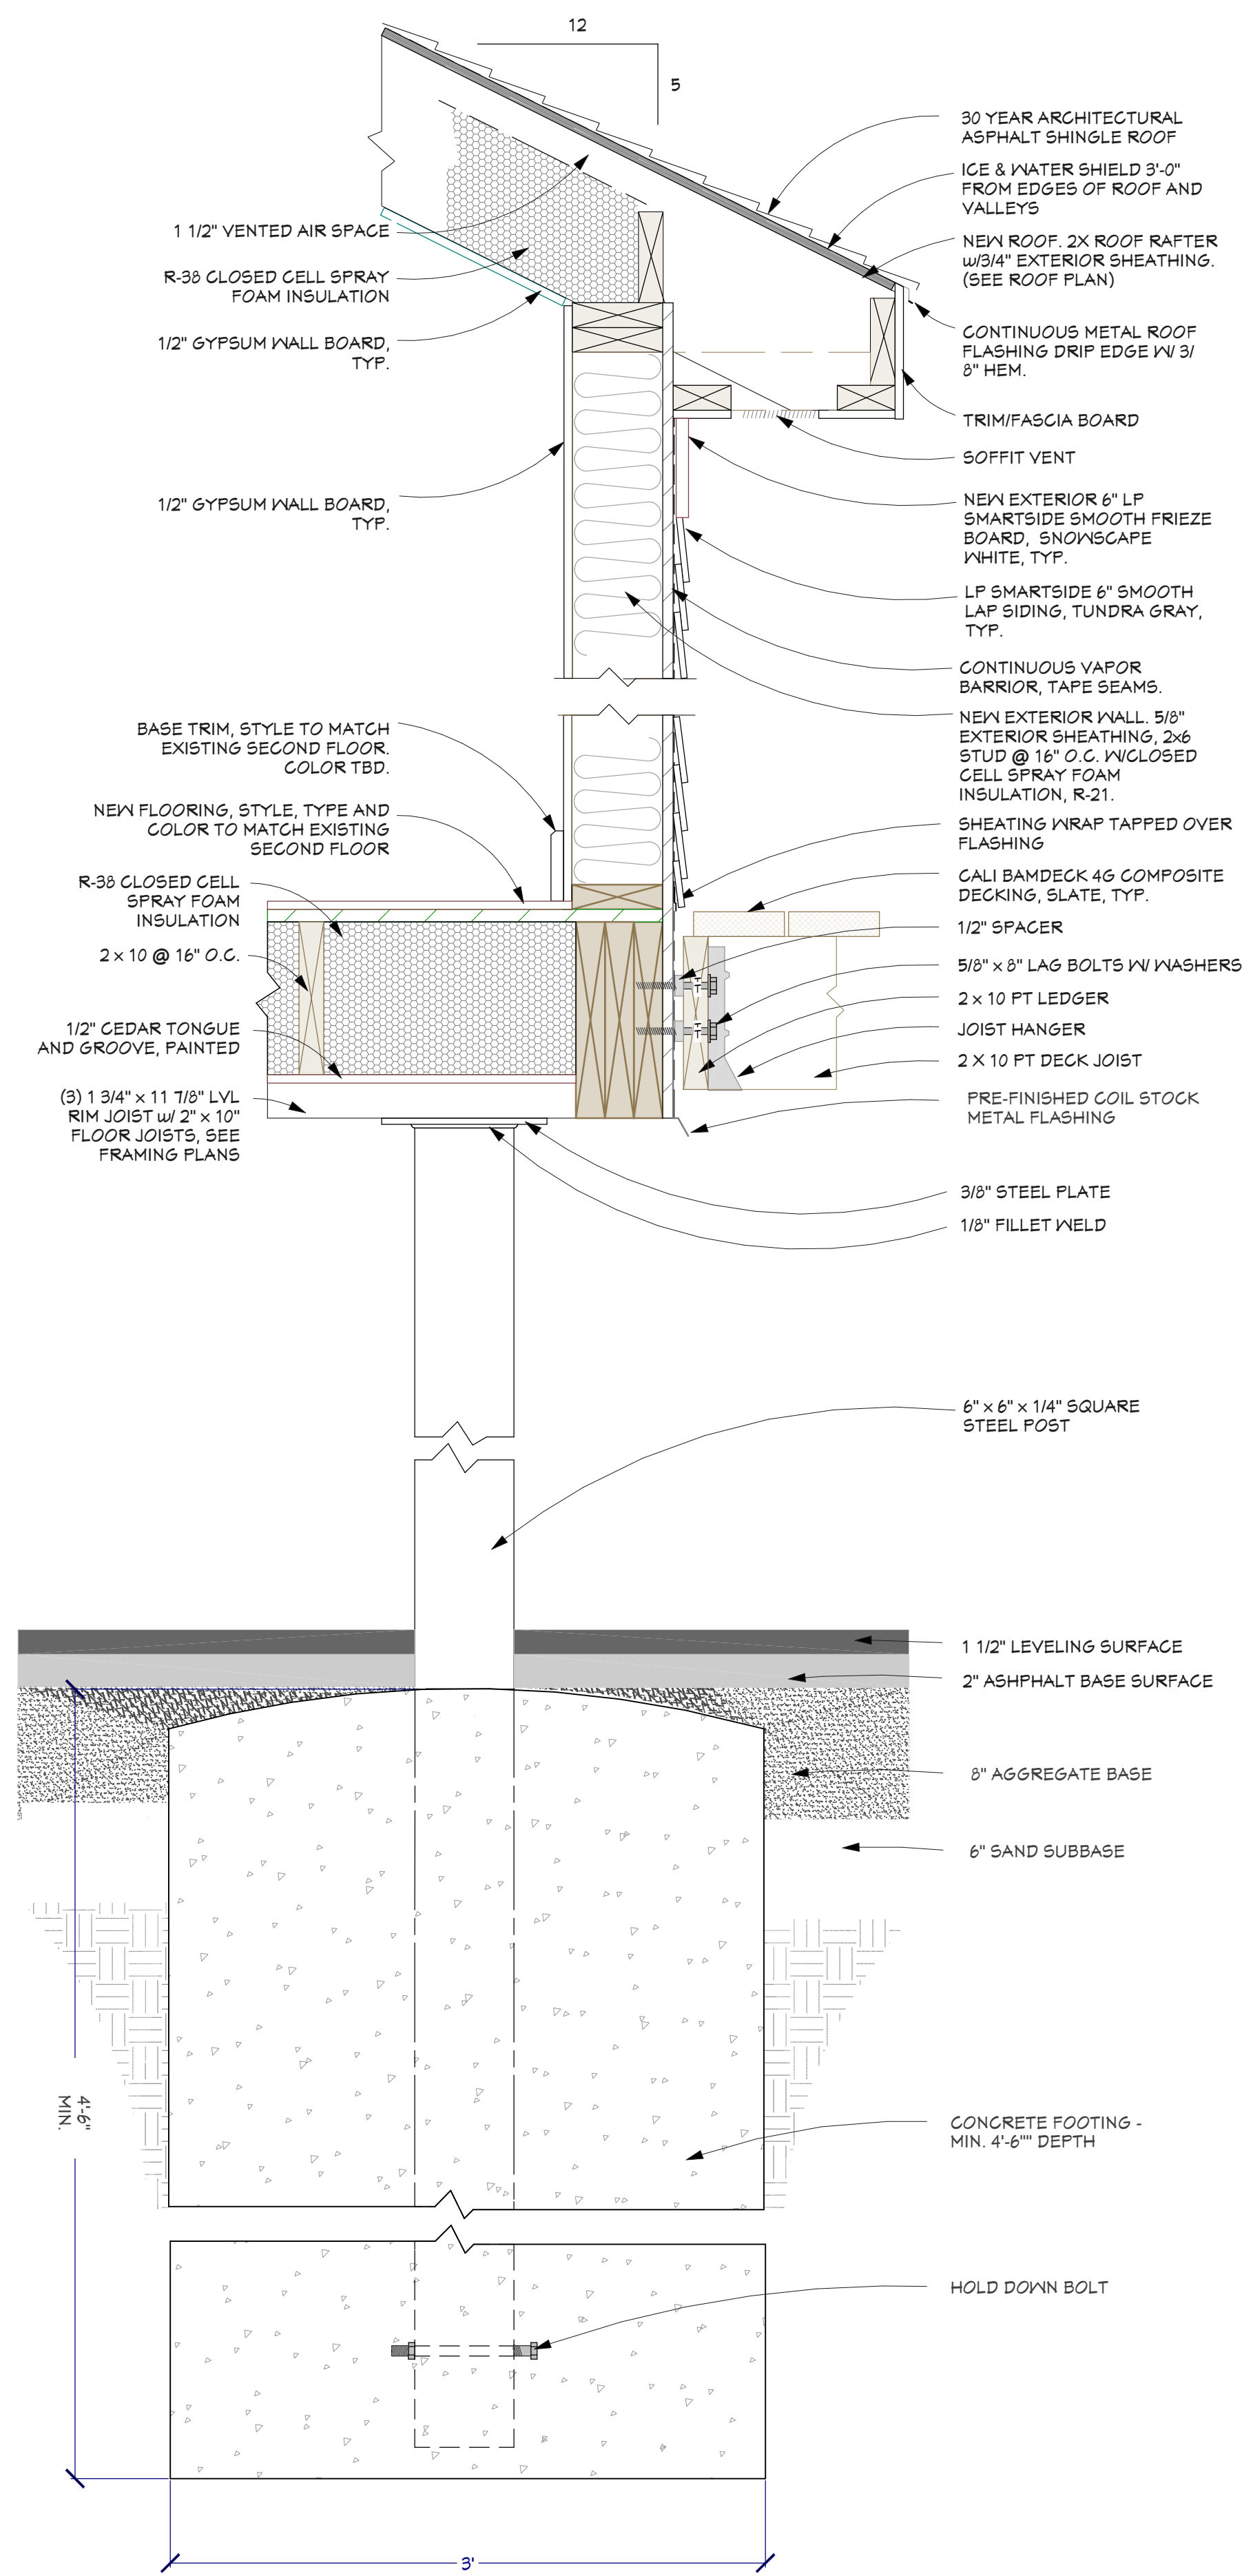 12
5
30 YEAR ARCHITECTURAL
ASPHALT SHINGLE ROOF
ICE & WATER SHIELD 3'-0"
FROM EDGES OF ROOF AND
VALLEYS
NEW ROOF. 2X ROOF RAFTER
w/3/4" EXTERIOR SHEATHING.
(SEE ROOF PLAN)
CONTINUOUS METAL ROOF
FLASHING DRIP EDGE W/ 3/
8" HEM.
TRIM/FASCIA BOARD
SOFFIT VENT
NEW EXTERIOR 6" LP
SMARTSIDE SMOOTH FRIEZE
BOARD, SNOWSCAPE
WHITE, TYP.
LP SMARTSIDE 6" SMOOTH
LAP SIDING, TUNDRA GRAY,
TYP.
CONTINUOUS VAPOR
BARRIOR, TAPE SEAMS.
NEW EXTERIOR WALL. 5/8"
EXTERIOR SHEATHING, 2x6
STUD @ 16" O.C. W/CLOSED
CELL SPRAY FOAM
INSULATION, R-21.
SHEATING WRAP TAPPED OVER
FLASHING
CALI BAMDECK 4G COMPOSITE
DECKING, SLATE, TYP.
1/2" SPACER
5/8" x 8" LAG BOLTS W/ WASHERS
2 x 10 PT LEDGER
JOIST HANGER
2 X 10 PT DECK JOIST
PRE-FINISHED COIL STOCK
METAL FLASHING
3/8" STEEL PLATE
1/8" FILLET WELD
6" x 6" x 1/4" SQUARE
STEEL POST
1 1/2" LEVELING SURFACE
2" ASHPHALT BASE SURFACE
8" AGGREGATE BASE
6" SAND SUBBASE
CONCRETE FOOTING -
MIN. 4'-6"" DEPTH
HOLD DOWN BOLT
1 1/2" VENTED AIR SPACE
R-38 CLOSED CELL SPRAY
FOAM INSULATION
1/2" GYPSUM WALL BOARD,
TYP.
1/2" GYPSUM WALL BOARD,
TYP.
BASE TRIM, STYLE TO MATCH
EXISTING SECOND FLOOR.
COLOR TBD.
NEW FLOORING, STYLE, TYPE AND
COLOR TO MATCH EXISTING
SECOND FLOOR
R-38 CLOSED CELL
SPRAY FOAM
INSULATION
2 x 10 @ 16" O.C.
1/2" CEDAR TONGUE
AND GROOVE, PAINTED
(3) 1 3/4" x 11 7/8" LVL
RIM JOIST w/ 2" x 10"
FLOOR JOISTS, SEE
FRAMING PLANS
4'-6"
MIN.
3'